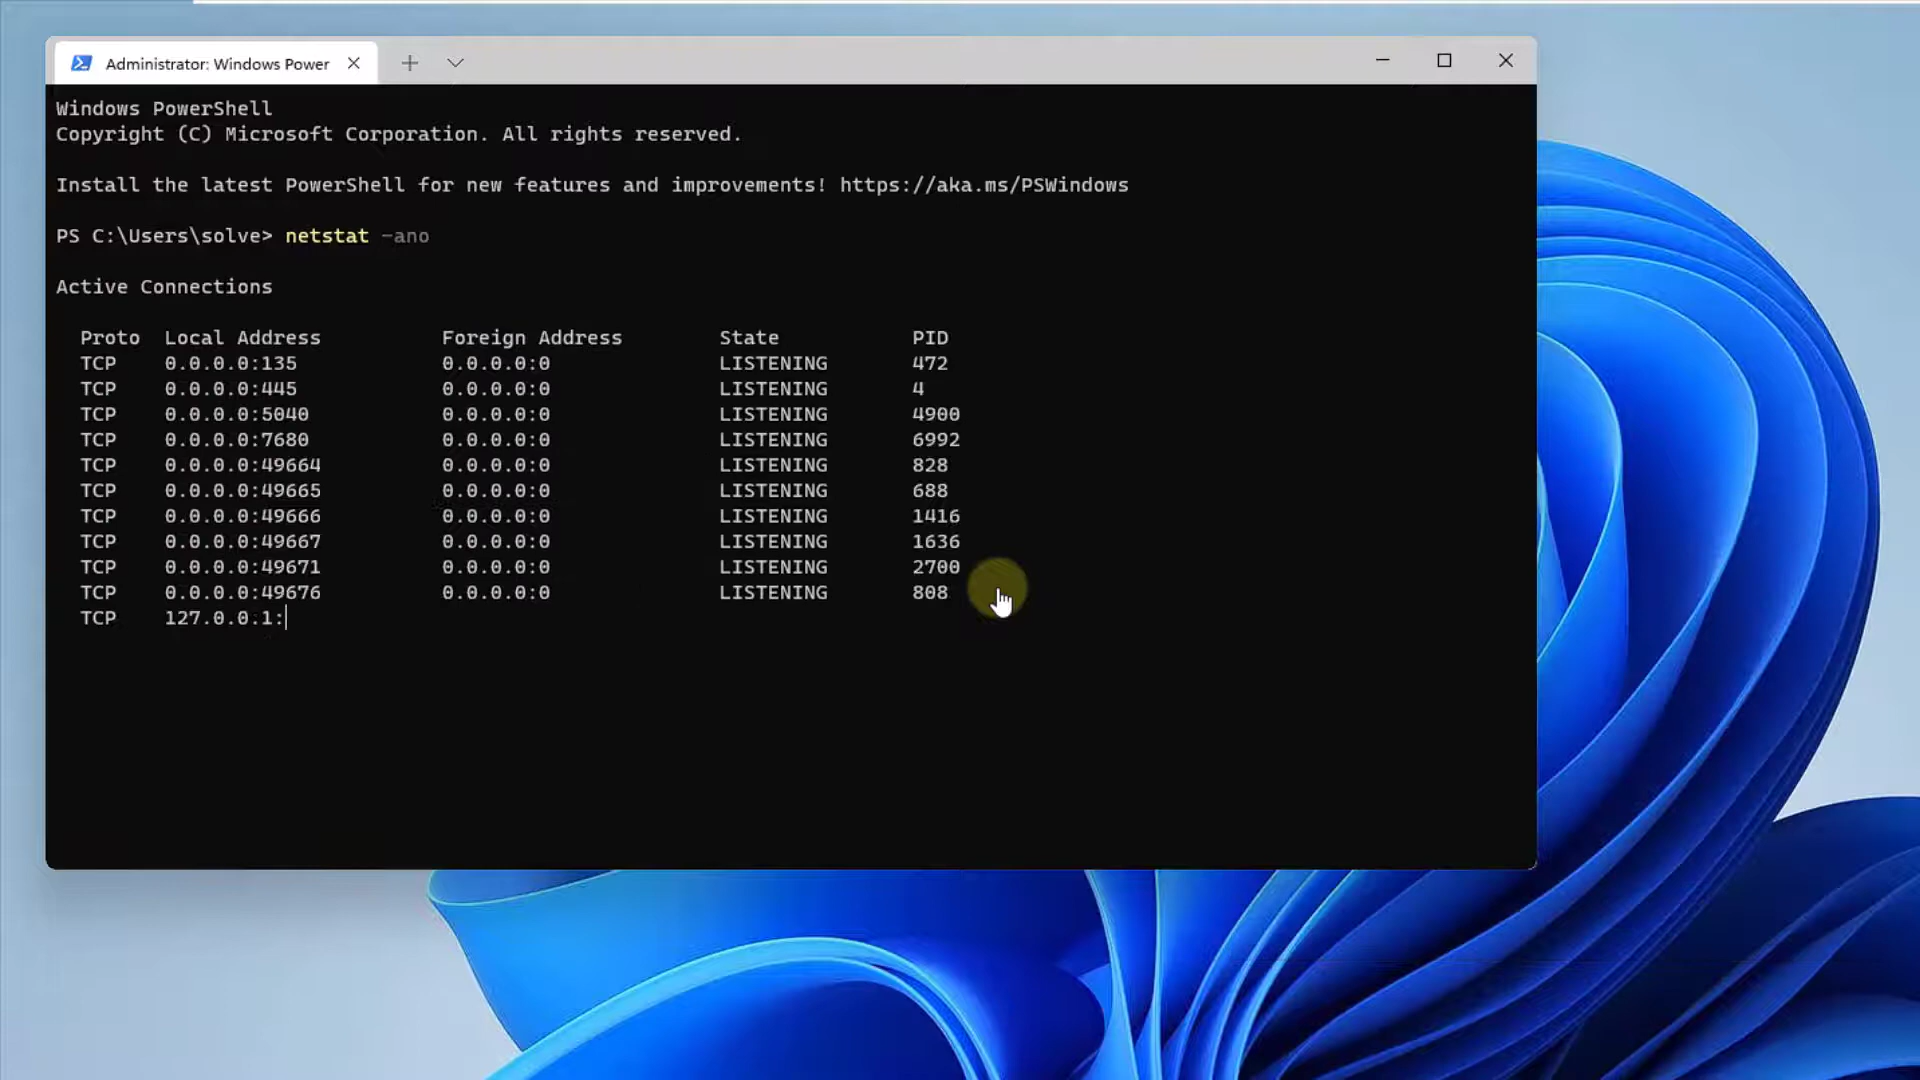 Administrator: Windows Power
Windows PowerShell
Copyright (C) Microsoft Corporation. All rights reserved.
Install the latest PowerShell for new features and improvements! https://aka.ms/PSWindows
PS C:\Users\solve> netstat -ano
Active Connections
Proto  Local Address          Foreign Address        State           PID
TCP    0.0.0.0:135            0.0.0.0:0              LISTENING       472
TCP    0.0.0.0:445            0.0.0.0:0              LISTENING       4
TCP    0.0.0.0:5040           0.0.0.0:0              LISTENING       4900
TCP    0.0.0.0:7680           0.0.0.0:0              LISTENING       6992
TCP    0.0.0.0:49664          0.0.0.0:0              LISTENING       828
TCP    0.0.0.0:49665          0.0.0.0:0              LISTENING       688
TCP    0.0.0.0:49666          0.0.0.0:0              LISTENING       1416
TCP    0.0.0.0:49667          0.0.0.0:0              LISTENING       1636
TCP    0.0.0.0:49671          0.0.0.0:0              LISTENING       2700
TCP    0.0.0.0:49676          0.0.0.0:0              LISTENING       808
TCP    127.0.0.1: